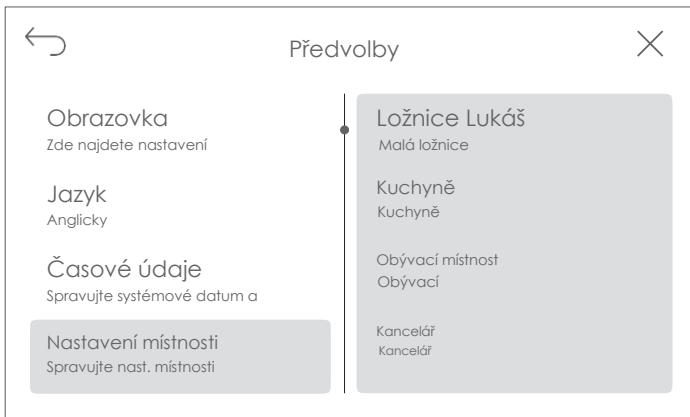 Předvolby
Obrazovka
Zde najdete nastavení
Jazyk
Anglicky
Časové údaje
Spravujte systémové datum a
Nastavení místnosti
Spravujte nast. místnosti
Ložnice Lukáš
Malá ložnice
Kuchyně
Kuchyně
Obývací místnost
Obývací
Kancelář
Kancelář